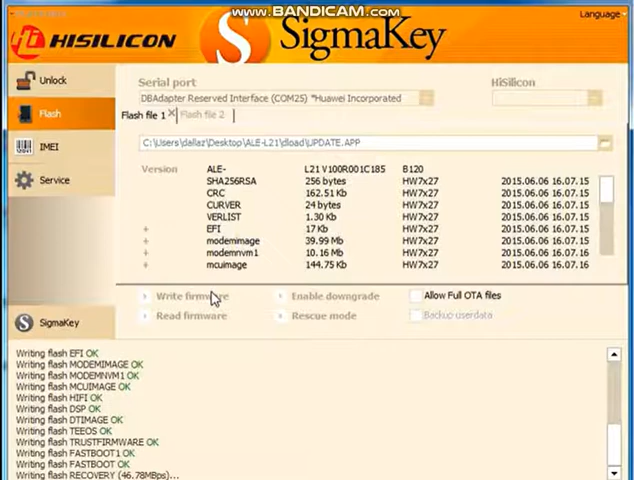 www.BANDICAM.com
Language
HISILICON
SigmaKey
Unlock
Flash
IMEI
Service
SigmaKey
Serial port
HiSilicon
DBAdapter Reserved Interface (COM25) *Huawei Incorporated
Flash file 1 Flash file 2
C:\Users\dallaz\Desktop\ALE-L21\dload\UPDATE.APP
Version ALE- L21 V100R001C185 B120
SHA256RSA 256 bytes HW7x27 2015.06.06 16.07.15
CRC 162.51 Kb HW7x27 2015.06.06 16.07.15
CURVER 24 bytes HW7x27 2015.06.06 16.07.15
VERLIST 1.30 Kb HW7x27 2015.06.06 16.07.15
+ EFI 17 Kb HW7x27 2015.06.06 16.07.15
+ modemimage 39.99 Mb HW7x27 2015.06.06 16.07.15
+ modemnvm1 10.16 Mb HW7x27 2015.06.06 16.07.15
+ mcuimage 144.75 Kb HW7x27 2015.06.06 16.07.16
Write firmware Enable downgrade Allow Full OTA files
Read firmware Rescue mode Backup userdata
Writing flash EFI OK
Writing flash MODEMIMAGE OK
Writing flash MODEMNVM1 OK
Writing flash MCUIMAGE OK
Writing flash HIFI OK
Writing flash DSP OK
Writing flash DTIMAGE OK
Writing flash TEEOS OK
Writing flash TRUSTFIRMWARE OK
Writing flash FASTBOOT1 OK
Writing flash FASTBOOT OK
Writing flash RECOVERY (46.78MBps)...